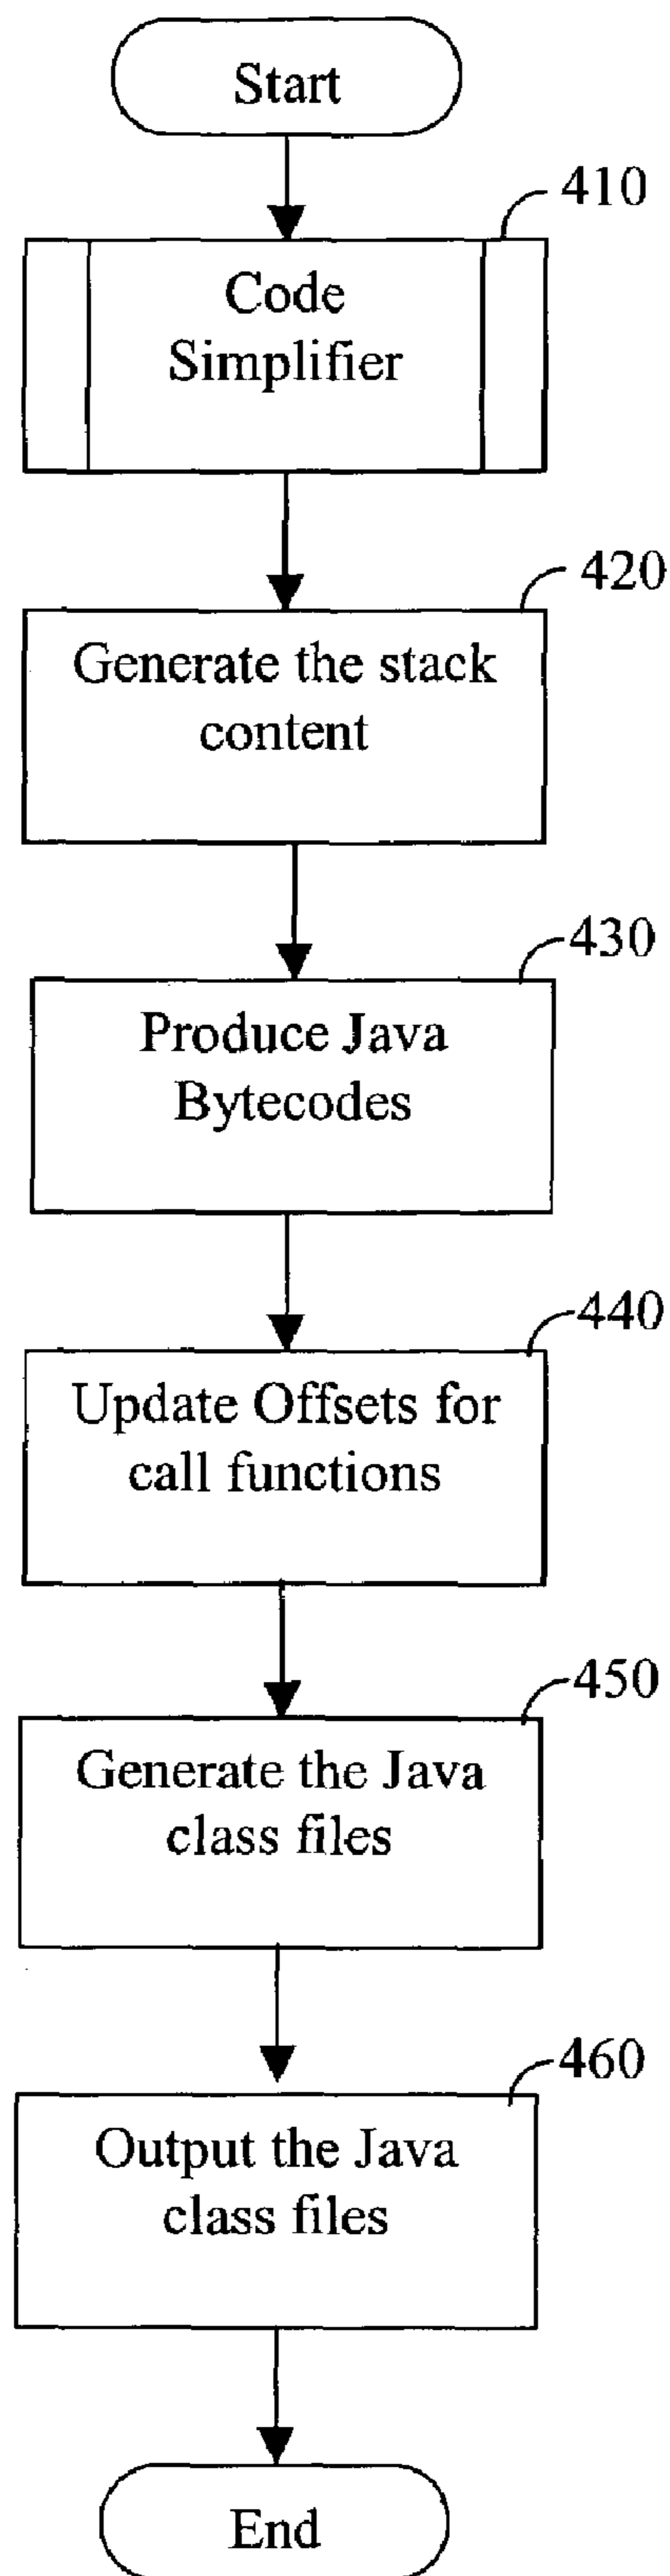 Start
410
Code
Simplifier
420
Generate the stack
content
430
Produce Java
Bytecodes
440
Update Offsets for
call functions
450
Generate the Java
class files
460
Output the Java
class files
End